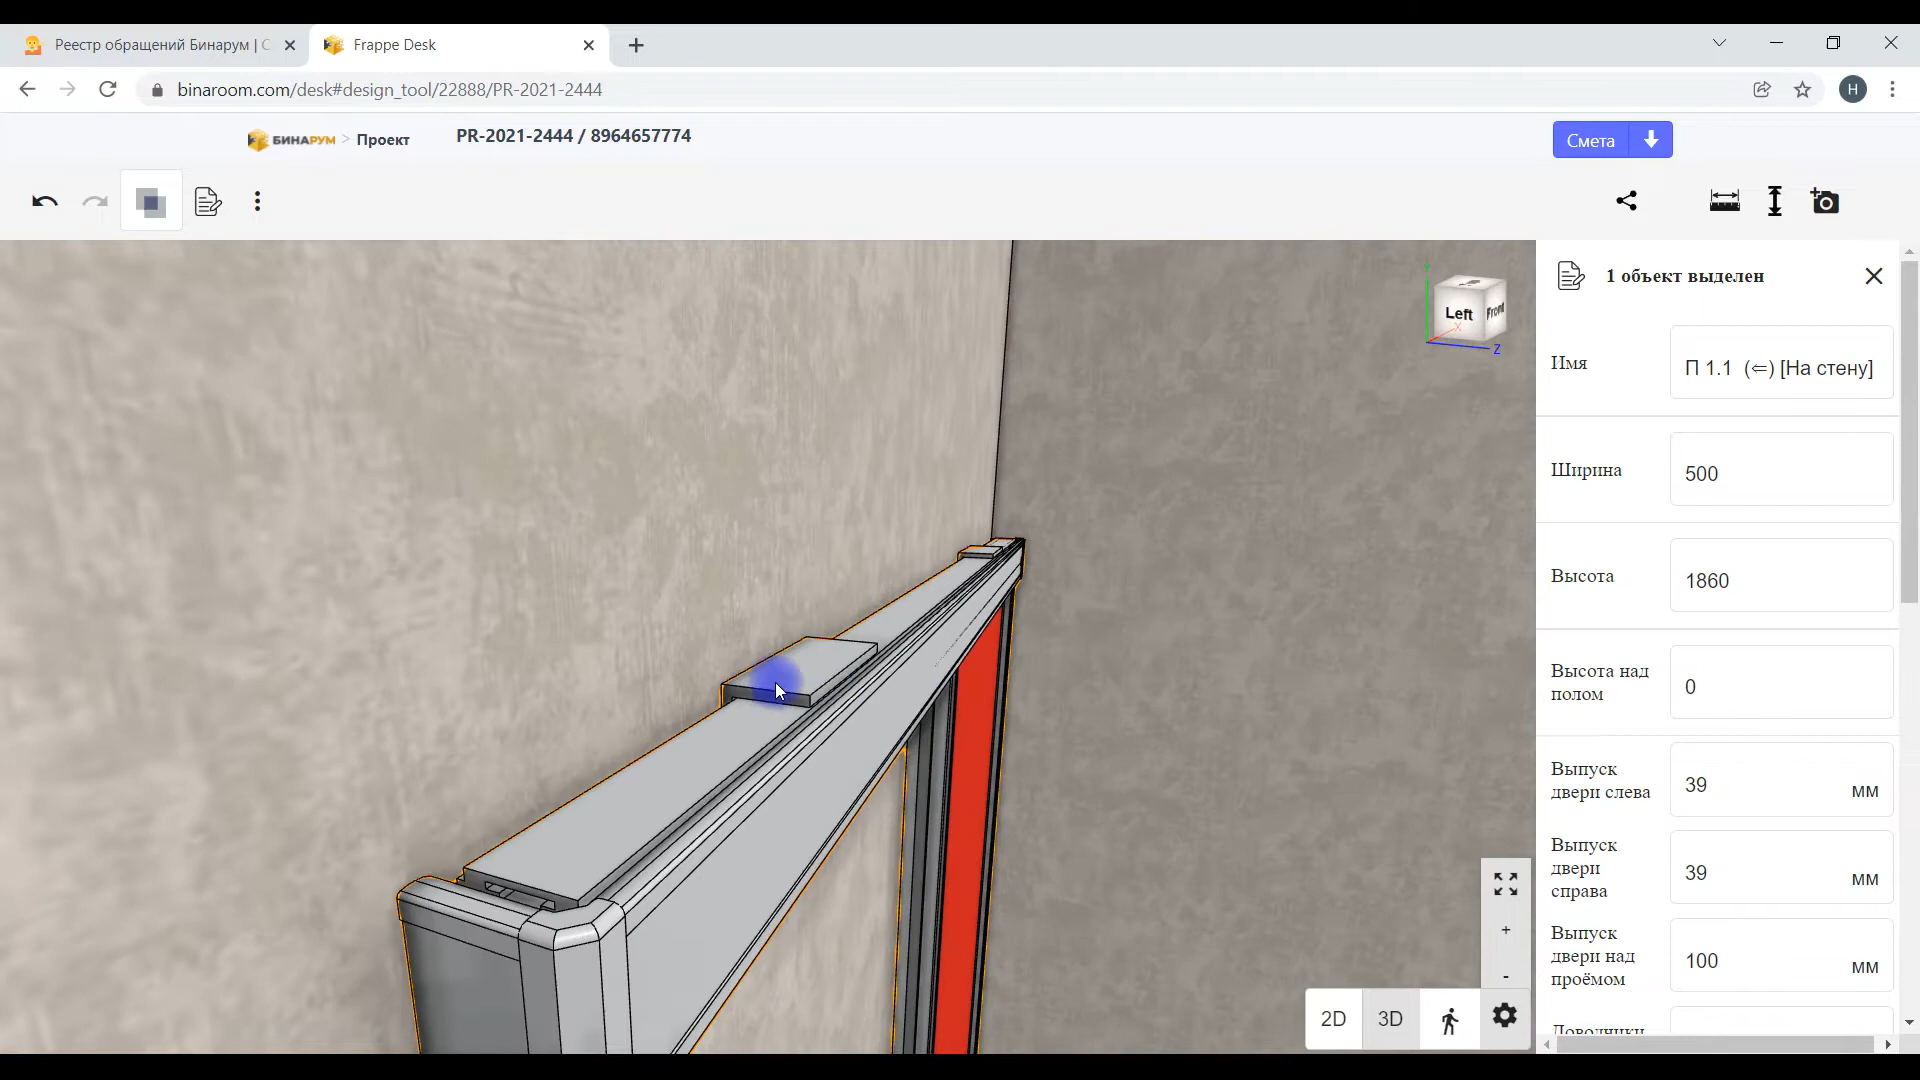 Реестр обращений Бинарум | С
Frappe Desk
binaroom.com/desk#design_tool/22888/PR-2021-2444
H
БИНАРУМ > Проект
PR-2021-2444 / 8964657774
Смета
1 объект выделен
Left
Front
Y
X
Z
Имя
П 1.1 (⇐) [На стену]
Ширина
500
Высота
1860
Высота над
полом
0
Выпуск
двери слева
39 мм
Выпуск
двери
справа
39 мм
Выпуск
двери над
проёмом
100 мм
Доводчики
+
-
2D
3D